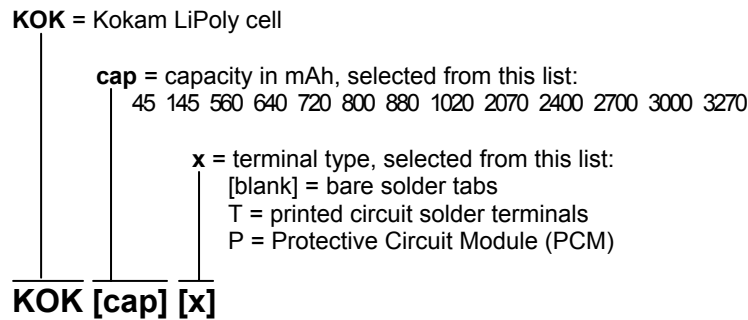 KOK = Kokam LiPoly cell
cap = capacity in mAh, selected from this list:
45 145 560 640 720 800 880 1020 2070 2400 2700 3000 3270
x = terminal type, selected from this list:
[blank] = bare solder tabs
T = printed circuit solder terminals
P = Protective Circuit Module (PCM)
KOK [cap] [x]